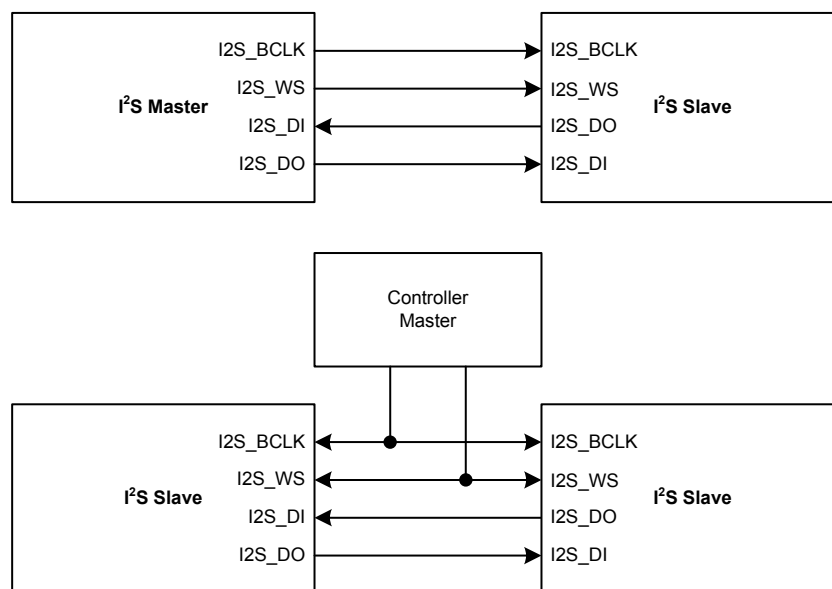 I2S_BCLK I2S_BCLK
I2S_WS I2S_WS
I²S Master I²S Slave
I2S_DI I2S_DO
I2S_DO I2S_DI
Controller
Master
I2S_BCLK I2S_BCLK
I2S_WS I2S_WS
I²S Slave I²S Slave
I2S_DI I2S_DO
I2S_DO I2S_DI